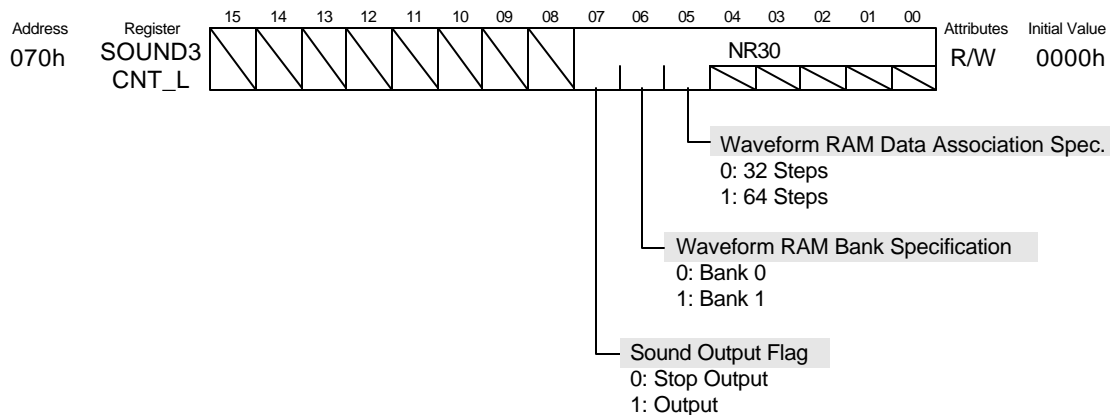 15 14 13 12 11 10 09 08 07 06 05 04 03 02 01 00
Address Register Attributes Initial Value
070h SOUND3 CNT_L NR30 R/W 0000h
Waveform RAM Data Association Spec.
0: 32 Steps
1: 64 Steps
Waveform RAM Bank Specification
0: Bank 0
1: Bank 1
Sound Output Flag
0: Stop Output
1: Output